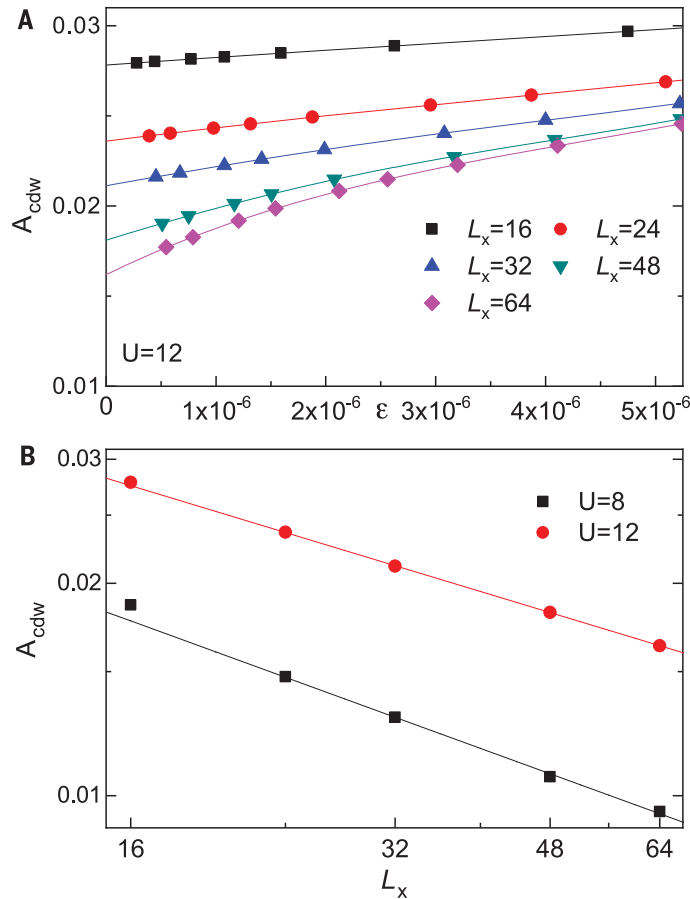 A
0.03
0.02
0.01
A_cdw
L_x=16
L_x=24
L_x=32
L_x=48
L_x=64
U=12
0
1x10^-6
2x10^-6
ε
3x10^-6
4x10^-6
5x10^-6
B
0.03
0.02
0.01
A_cdw
U=8
U=12
16
32
48
64
L_x